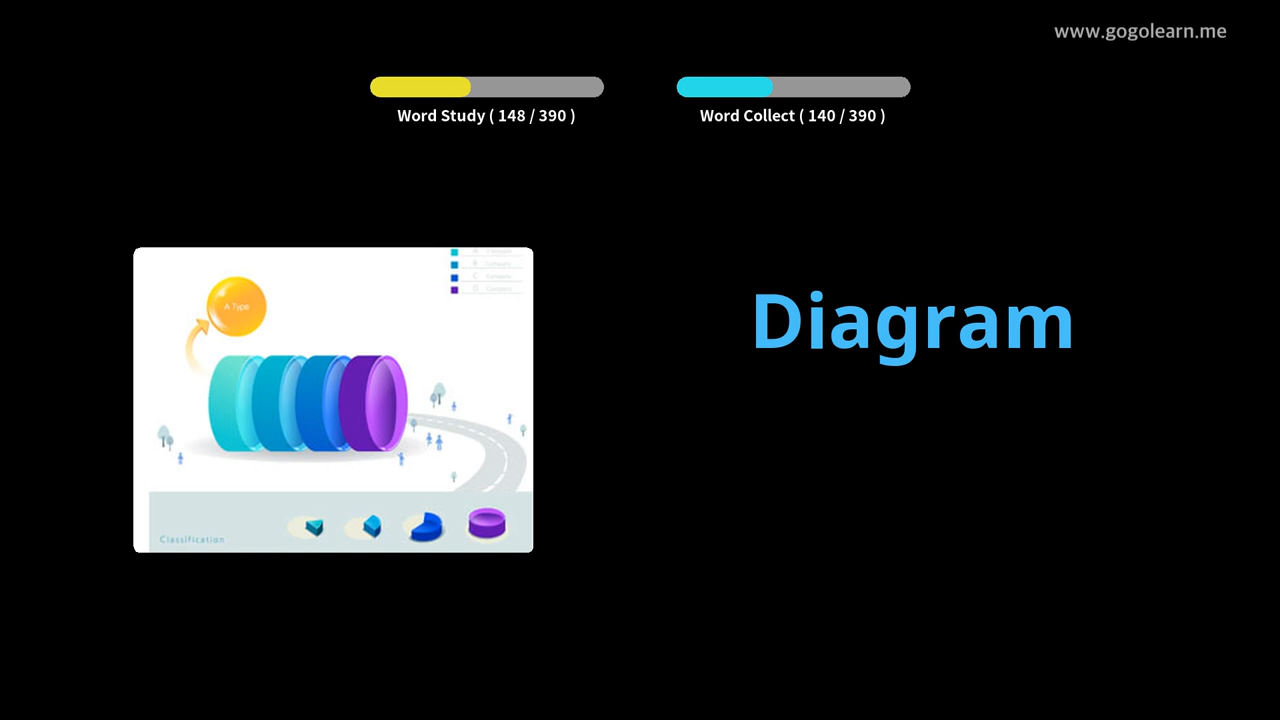 www.gogolearn.me
Word Study ( 148 / 390 )
Word Collect ( 140 / 390 )
Diagram
A Type
A
B
C
D
Classification